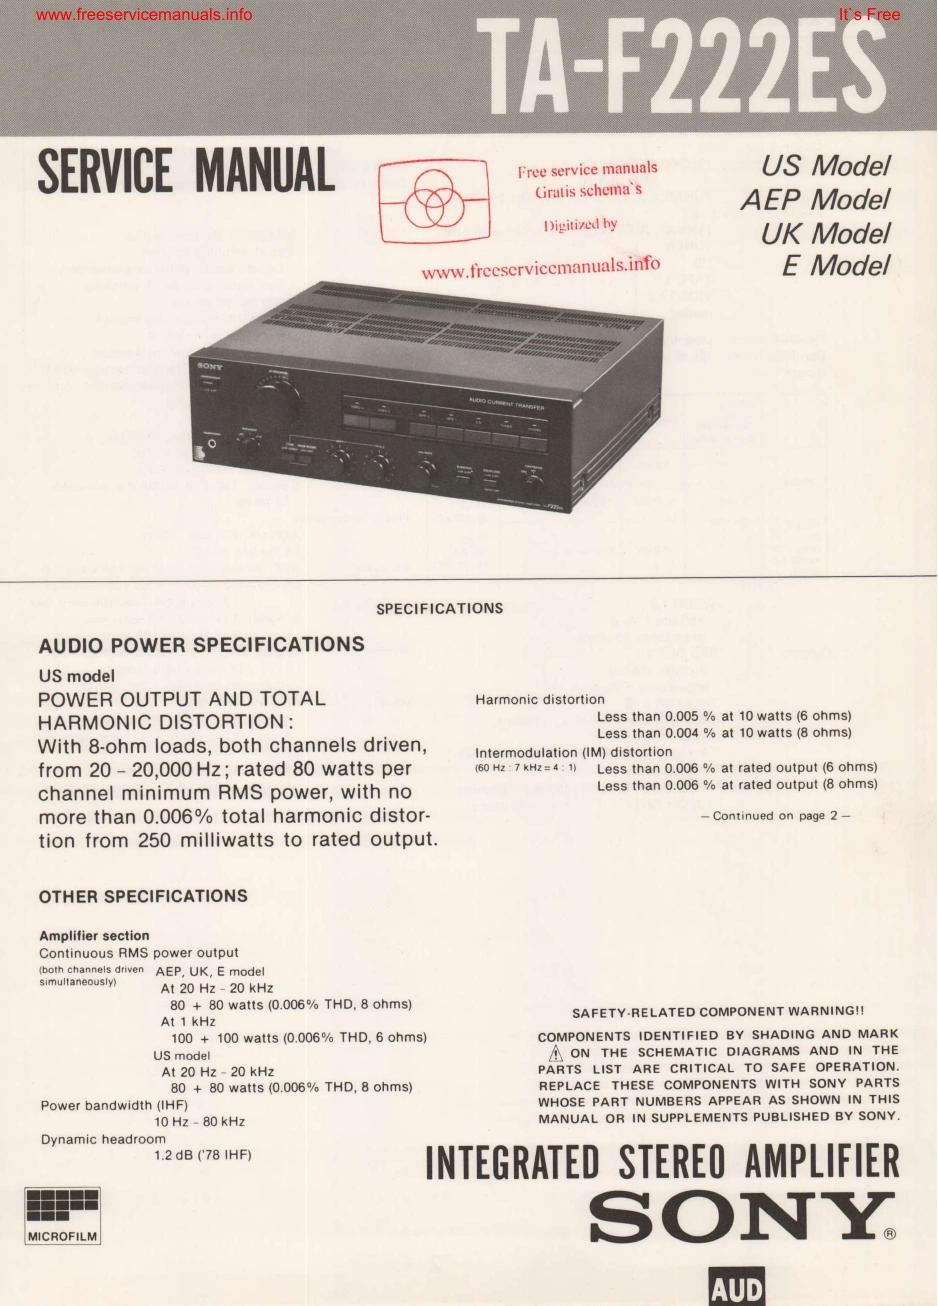 www.freeservicemanuals.info
It`s Free
TA-F222ES
SERVICE MANUAL
Free service manuals
Gratis schema`s
Digitized by
www.freeservicemanuals.info
US Model
AEP Model
UK Model
E Model
SONY
AUDIO CURRENT TRANSFER
SPECIFICATIONS
AUDIO POWER SPECIFICATIONS
US model
POWER OUTPUT AND TOTAL
HARMONIC DISTORTION:
With 8-ohm loads, both channels driven,
from 20 – 20,000 Hz; rated 80 watts per
channel minimum RMS power, with no
more than 0.006% total harmonic distor-
tion from 250 milliwatts to rated output.
Harmonic distortion
Less than 0.005 % at 10 watts (6 ohms)
Less than 0.004 % at 10 watts (8 ohms)
Intermodulation (IM) distortion
(60 Hz : 7 kHz = 4 : 1) Less than 0.006 % at rated output (6 ohms)
Less than 0.006 % at rated output (8 ohms)
– Continued on page 2 –
OTHER SPECIFICATIONS
Amplifier section
Continuous RMS power output
(both channels driven simultaneously) AEP, UK, E model
At 20 Hz – 20 kHz
80 + 80 watts (0.006% THD, 8 ohms)
At 1 kHz
100 + 100 watts (0.006% THD, 6 ohms)
US model
At 20 Hz – 20 kHz
80 + 80 watts (0.006% THD, 8 ohms)
Power bandwidth (IHF)
10 Hz – 80 kHz
Dynamic headroom
1.2 dB ('78 IHF)
SAFETY-RELATED COMPONENT WARNING!!
COMPONENTS IDENTIFIED BY SHADING AND MARK
⚠ ON THE SCHEMATIC DIAGRAMS AND IN THE
PARTS LIST ARE CRITICAL TO SAFE OPERATION.
REPLACE THESE COMPONENTS WITH SONY PARTS
WHOSE PART NUMBERS APPEAR AS SHOWN IN THIS
MANUAL OR IN SUPPLEMENTS PUBLISHED BY SONY.
INTEGRATED STEREO AMPLIFIER
SONY®
MICROFILM
AUD